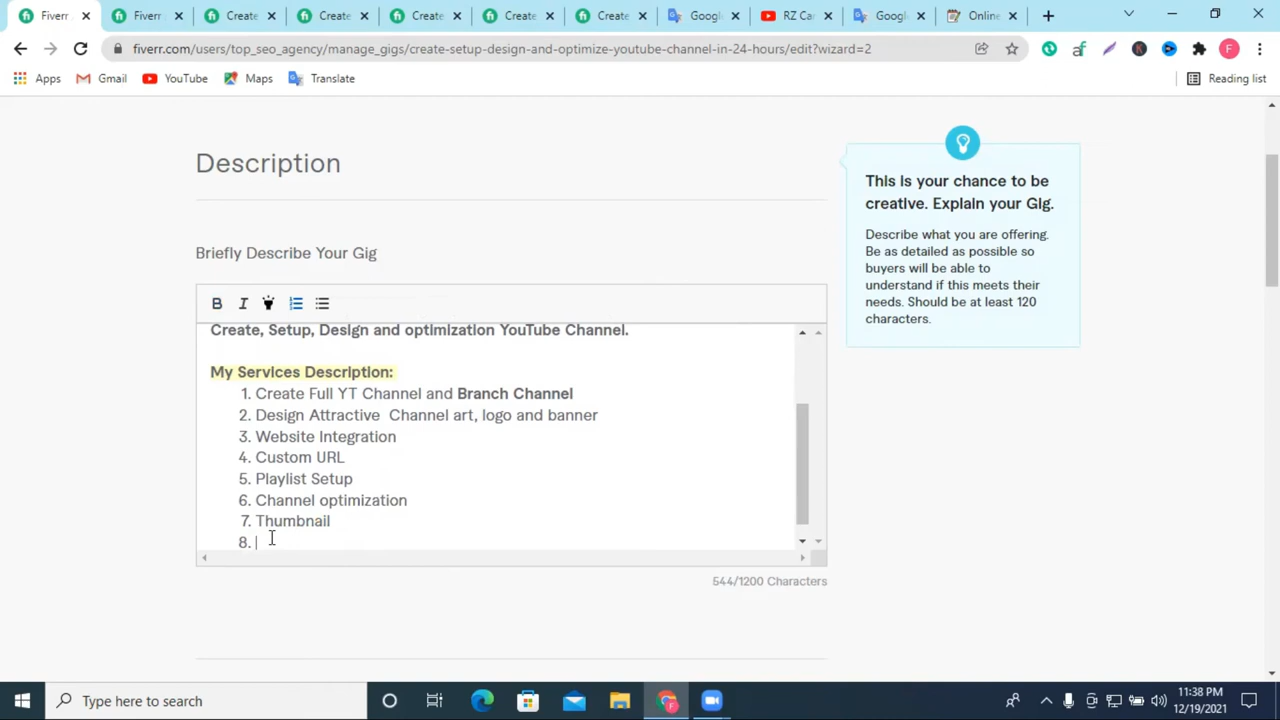 Fiverr
Fiverr
Create
Create
Create
Create
Create
Google
RZ Car
Google
Online
fiverr.com/users/top_seo_agency/manage_gigs/create-setup-design-and-optimize-youtube-channel-in-24-hours/edit?wizard=2
Apps
Gmail
YouTube
Maps
Translate
Reading list
Description
This is your chance to be
creative. Explain your Gig.
Describe what you are offering.
Be as detailed as possible so
buyers will be able to
understand if this meets their
needs. Should be at least 120
characters.
Briefly Describe Your Gig
Create, Setup, Design and optimization YouTube Channel.
My Services Description:
1. Create Full YT Channel and Branch Channel
2. Design Attractive Channel art, logo and banner
3. Website Integration
4. Custom URL
5. Playlist Setup
6. Channel optimization
7. Thumbnail
8.
544/1200 Characters
Type here to search
11:38 PM
12/19/2021